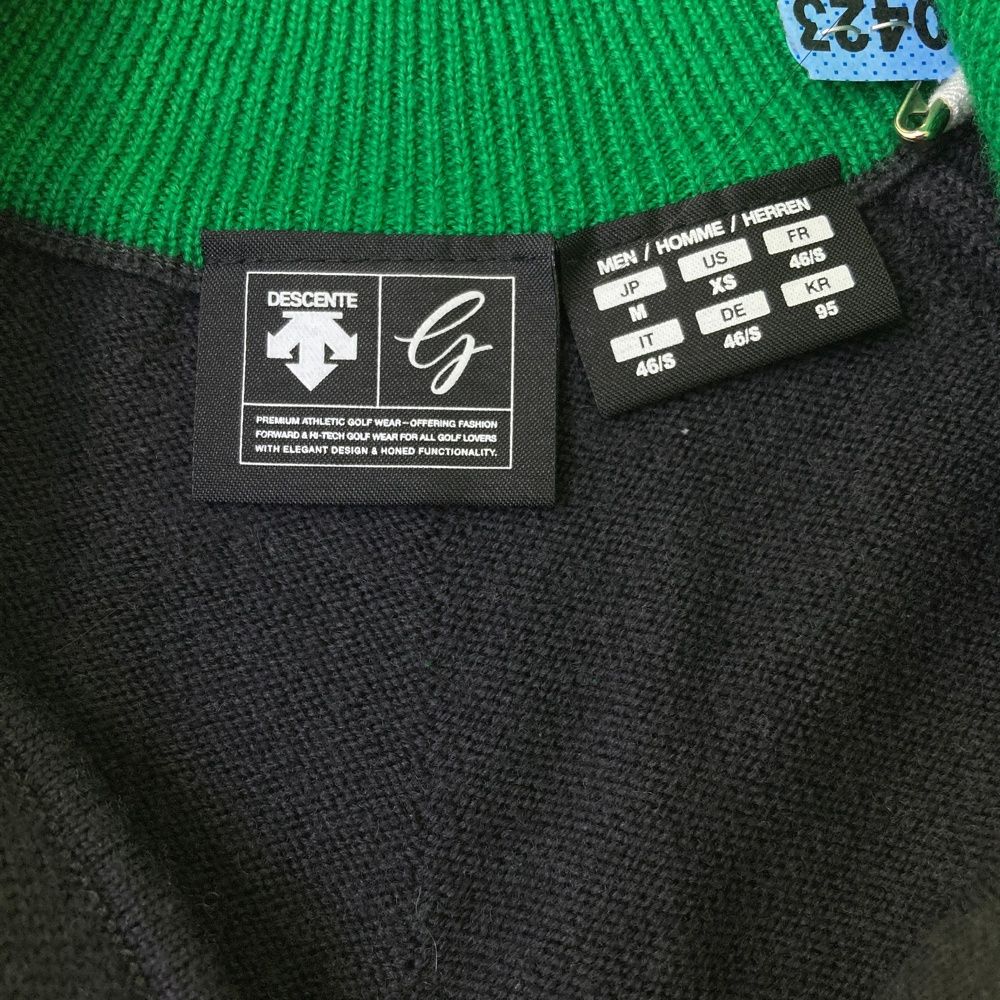 0423
DESCENTE
G
PREMIUM ATHLETIC GOLF WEAR—OFFERING FASHION
FORWARD & HI-TECH GOLF WEAR FOR ALL GOLF LOVERS
WITH ELEGANT DESIGN & HONED FUNCTIONALITY.
MEN / HOMME / HERREN
JP US FR
M XS 46/S
IT DE KR
46/S 46/S 95